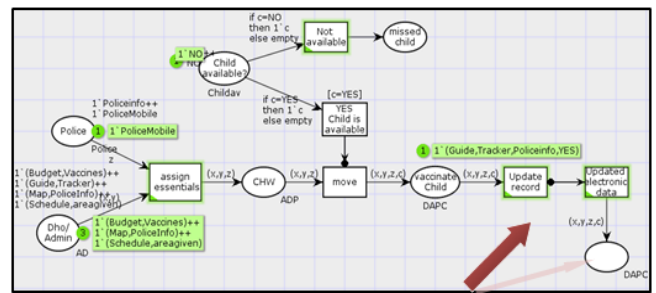 if c=NO
then 1`c
else empty
Not
available
missed
child
1`NO++
Child
available?
Childav
if c=YES
then 1`c
else empty
[c=YES]
YES
Child is
available
1`Policeinfo++
1`PoliceMobile
Police
1
1`PoliceMobile
Police
z
1
1`(Guide,Tracker,Policeinfo,YES)
1`(Budget,Vaccines)++
1`(Guide,Tracker)++
1`(Map,PoliceInfo)++
1`(Schedule,areagiven)
(x,y)
assign
essentials
(x,y,z)
CHW
ADP
(x,y,z)
move
(x,y,z,c)
vaccinate
Child
DAPC
(x,y,z,c)
Update
record
Updated
electronic
data
Dho/
Admin
AD
3
1`(Budget,Vaccines)++
1`(Map,PoliceInfo)++
1`(Schedule,areagiven)
(x,y,z,c)
DAPC